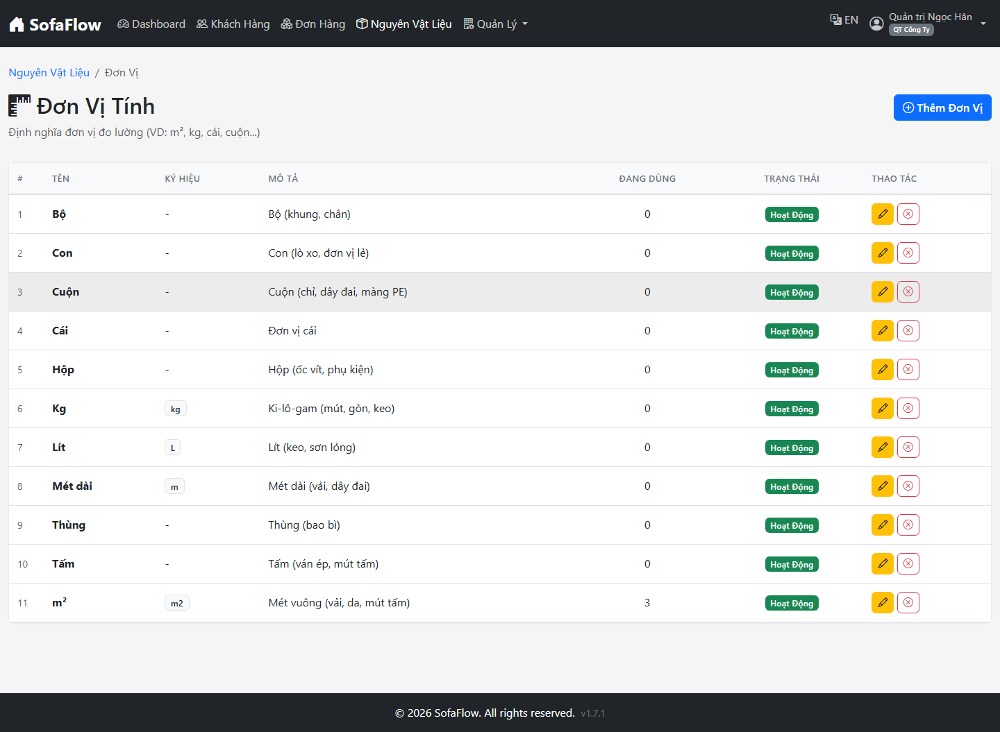 SofaFlow Dashboard Khách Hàng Đơn Hàng Nguyên Vật Liệu Quản Lý EN Quản trị Ngọc Hân
QT Công Ty
Nguyên Vật Liệu / Đơn Vị
Đơn Vị Tính
Thêm Đơn Vị
Định nghĩa đơn vị đo lường (VD: m², kg, cái, cuộn...)
# TÊN KÝ HIỆU MÔ TẢ ĐANG DÙNG TRẠNG THÁI THAO TÁC
1 Bộ - Bộ (khung, chân) 0 Hoạt Động
2 Con - Con (lò xo, đơn vị lẻ) 0 Hoạt Động
3 Cuộn - Cuộn (chỉ, dây đai, màng PE) 0 Hoạt Động
4 Cái - Đơn vị cái 0 Hoạt Động
5 Hộp - Hộp (ốc vít, phụ kiện) 0 Hoạt Động
6 Kg kg Ki-lô-gam (mút, gòn, keo) 0 Hoạt Động
7 Lít L Lít (keo, sơn lỏng) 0 Hoạt Động
8 Mét dài m Mét dài (vải, dây đai) 0 Hoạt Động
9 Thùng - Thùng (bao bì) 0 Hoạt Động
10 Tấm - Tấm (ván ép, mút tấm) 0 Hoạt Động
11 m² m2 Mét vuông (vải, da, mút tấm) 3 Hoạt Động
© 2026 SofaFlow. All rights reserved. v1.7.1